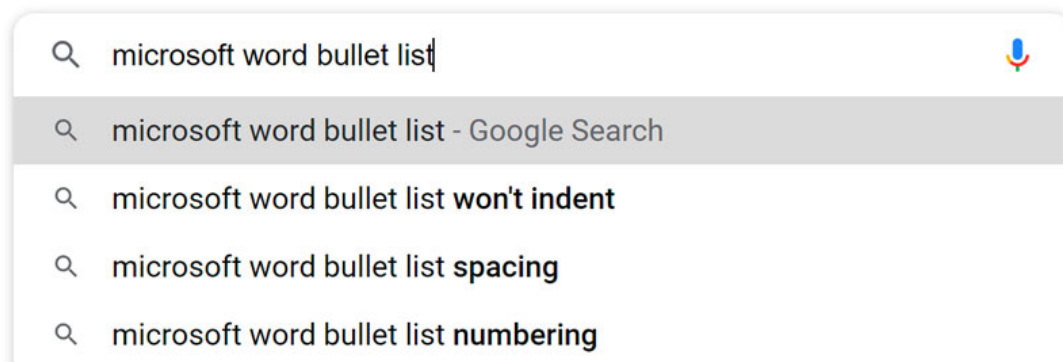 microsoft word bullet list
microsoft word bullet list - Google Search
microsoft word bullet list won't indent
microsoft word bullet list spacing
microsoft word bullet list numbering